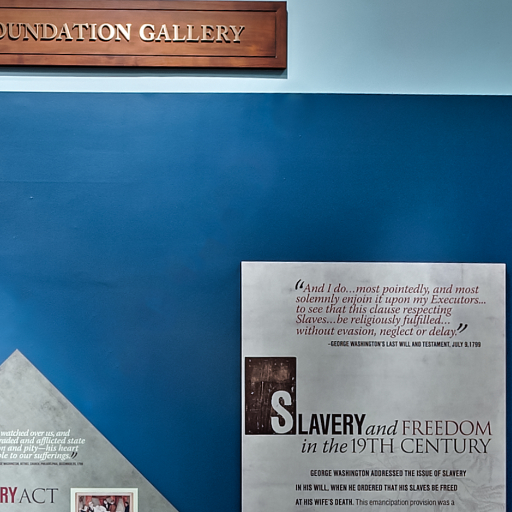 OUNDATION GALLERY
“And I do...most pointedly, and most
solemnly enjoin it upon my Executors...
to see that this clause respecting
Slaves...be religiously fulfilled...
without evasion, neglect or delay.”
-GEORGE WASHINGTON'S LAST WILL AND TESTAMENT, JULY 9,1799
SLAVERY and FREEDOM
in the 19TH CENTURY
GEORGE WASHINGTON ADDRESSED THE ISSUE OF SLAVERY
IN HIS WILL, WHEN HE ORDERED THAT HIS SLAVES BE FREED
AT HIS WIFE'S DEATH. This emancipation provision was a
watched over us, and
raded and afflicted state
n and pity—his heart
le to our sufferings.”
RY ACT